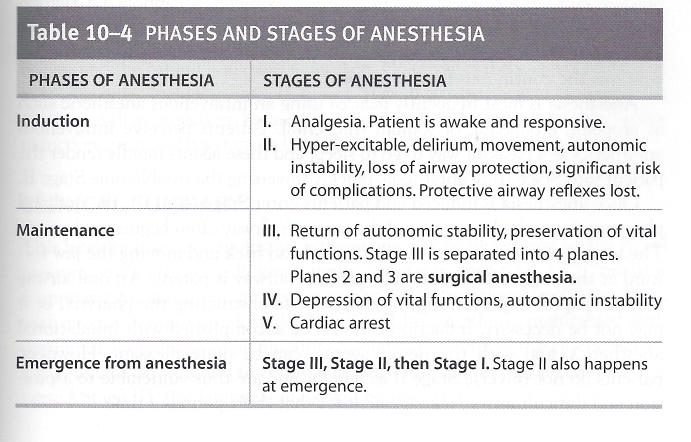 Table 10–4 PHASES AND STAGES OF ANESTHESIA
PHASES OF ANESTHESIA STAGES OF ANESTHESIA
Induction I. Analgesia. Patient is awake and responsive.
II. Hyper-excitable, delirium, movement, autonomic
instability, loss of airway protection, significant risk
of complications. Protective airway reflexes lost.
Maintenance III. Return of autonomic stability, preservation of vital
functions. Stage III is separated into 4 planes.
Planes 2 and 3 are surgical anesthesia.
IV. Depression of vital functions, autonomic instability
V. Cardiac arrest
Emergence from anesthesia Stage III, Stage II, then Stage I. Stage II also happens
at emergence.